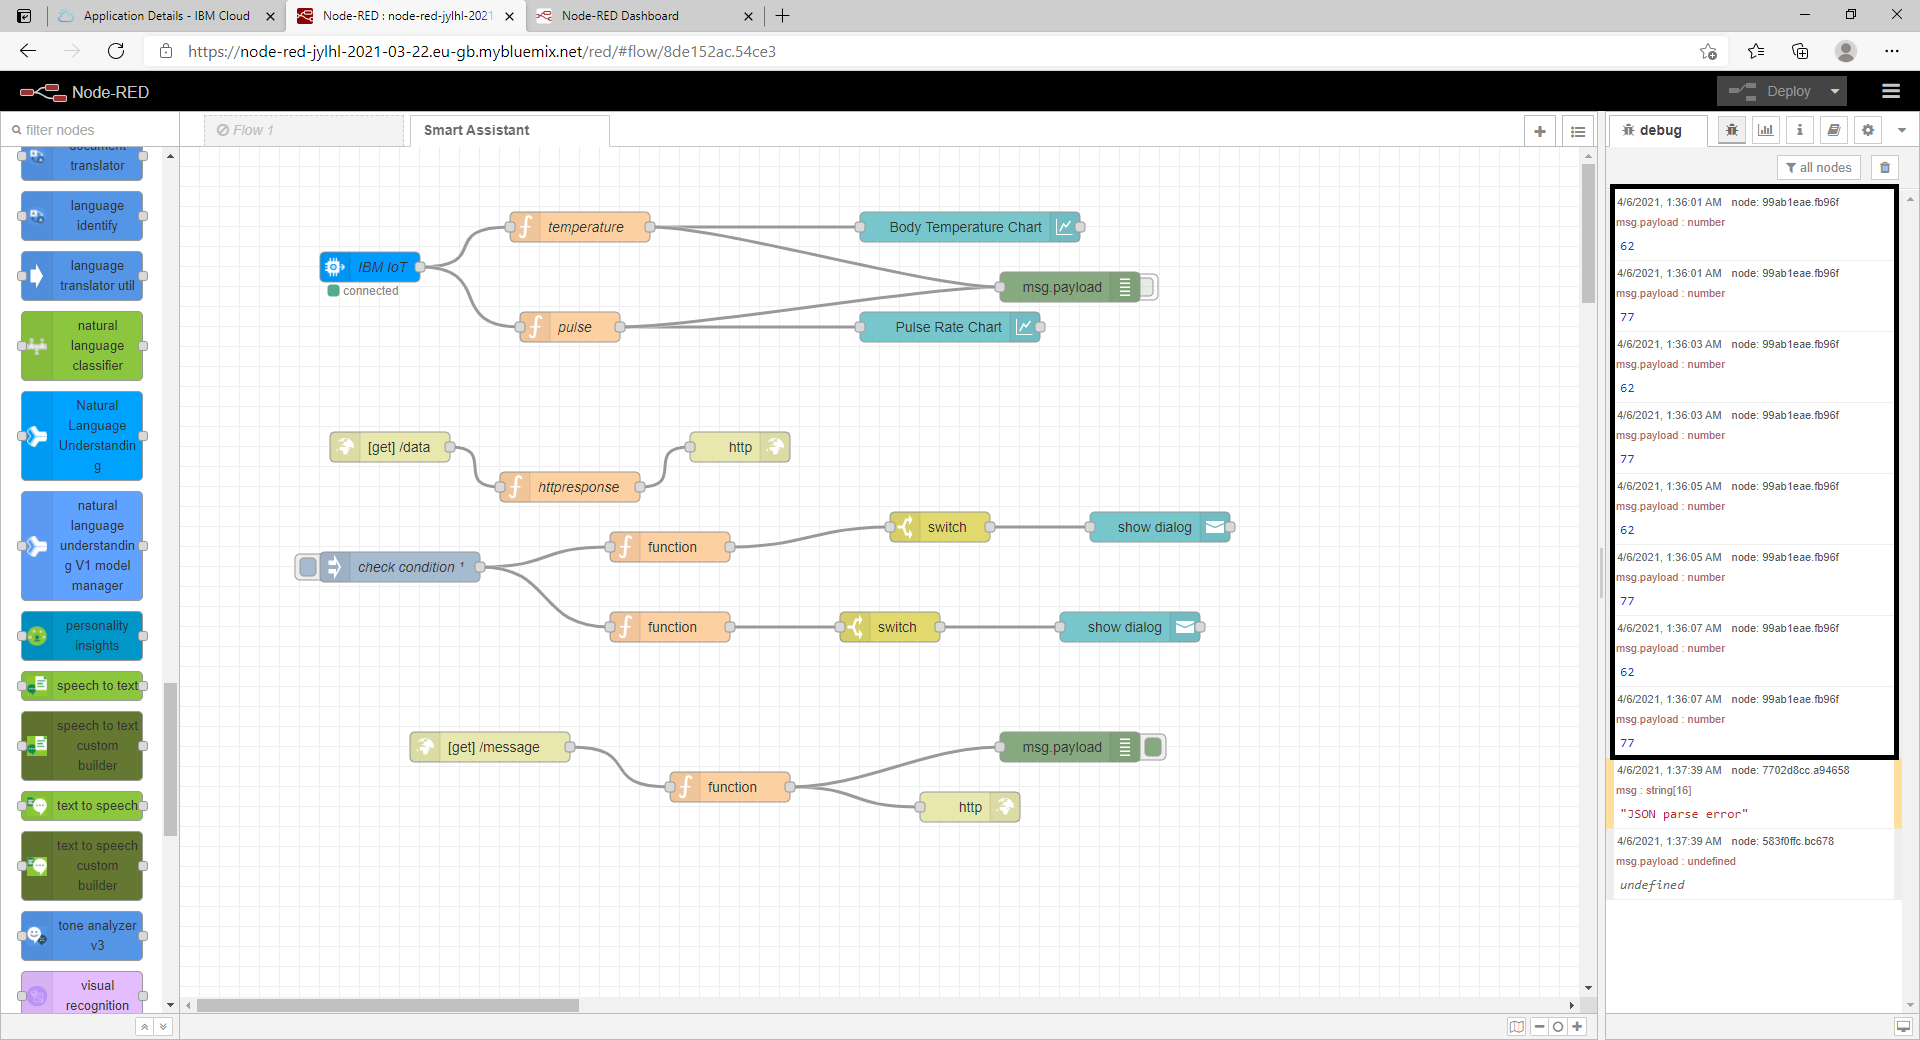 Application Details - IBM Cloud
Node-RED : node-red-jylhl-2021
Node-RED Dashboard
https://node-red-jylhl-2021-03-22.eu-gb.mybluemix.net/red/#flow/8de152ac.54ce3
Node-RED
Deploy
filter nodes
Flow 1
Smart Assistant
debug
all nodes
document
translator
language
identify
language
translator util
natural
language
classifier
Natural
Language
Understandin
g
natural
language
understandin
g V1 model
manager
personality
insights
speech to text
speech to text
custom
builder
text to speech
text to speech
custom
builder
tone analyzer
v3
visual
recognition
temperature
Body Temperature Chart
IBM IoT
connected
msg.payload
pulse
Pulse Rate Chart
[get] /data
http
httpresponse
switch
show dialog
function
check condition ¹
function
switch
show dialog
[get] /message
msg.payload
function
http
4/6/2021, 1:36:01 AM node: 99ab1eae.fb96f
msg.payload : number
62
4/6/2021, 1:36:01 AM node: 99ab1eae.fb96f
msg.payload : number
77
4/6/2021, 1:36:03 AM node: 99ab1eae.fb96f
msg.payload : number
62
4/6/2021, 1:36:03 AM node: 99ab1eae.fb96f
msg.payload : number
77
4/6/2021, 1:36:05 AM node: 99ab1eae.fb96f
msg.payload : number
62
4/6/2021, 1:36:05 AM node: 99ab1eae.fb96f
msg.payload : number
77
4/6/2021, 1:36:07 AM node: 99ab1eae.fb96f
msg.payload : number
62
4/6/2021, 1:36:07 AM node: 99ab1eae.fb96f
msg.payload : number
77
4/6/2021, 1:37:39 AM node: 7702d8cc.a94658
msg : string[16]
"JSON parse error"
4/6/2021, 1:37:39 AM node: 583f0ffc.bc678
msg.payload : undefined
undefined